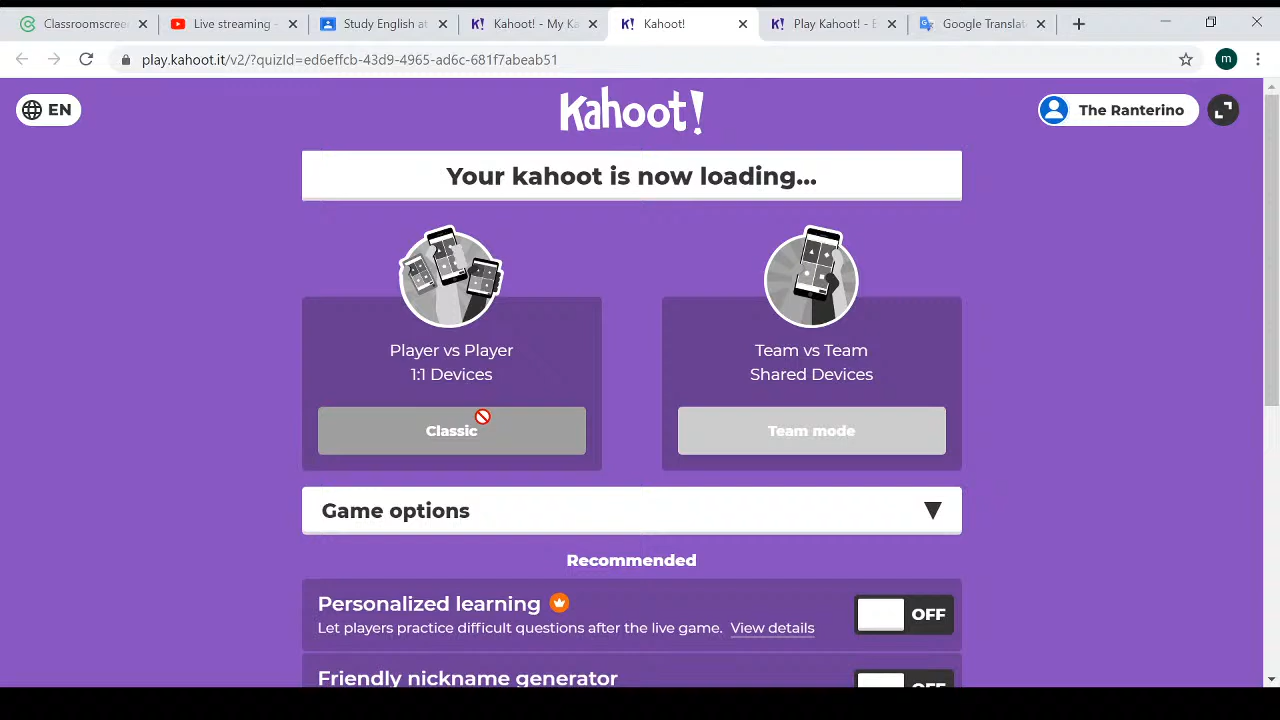 Classroomscree
Live streaming -
Study English at
Kahoot! - My Ka
Kahoot!
Play Kahoot! -
Google Translat
play.kahoot.it/v2/?quizId=ed6effcb-43d9-4965-ad6c-681f7abeab51
m
EN
Kahoot!
The Ranterino
Your kahoot is now loading...
Player vs Player
1:1 Devices
Classic
Team vs Team
Shared Devices
Team mode
Game options
Recommended
Personalized learning
Let players practice difficult questions after the live game. View details
OFF
Friendly nickname generator
OFF